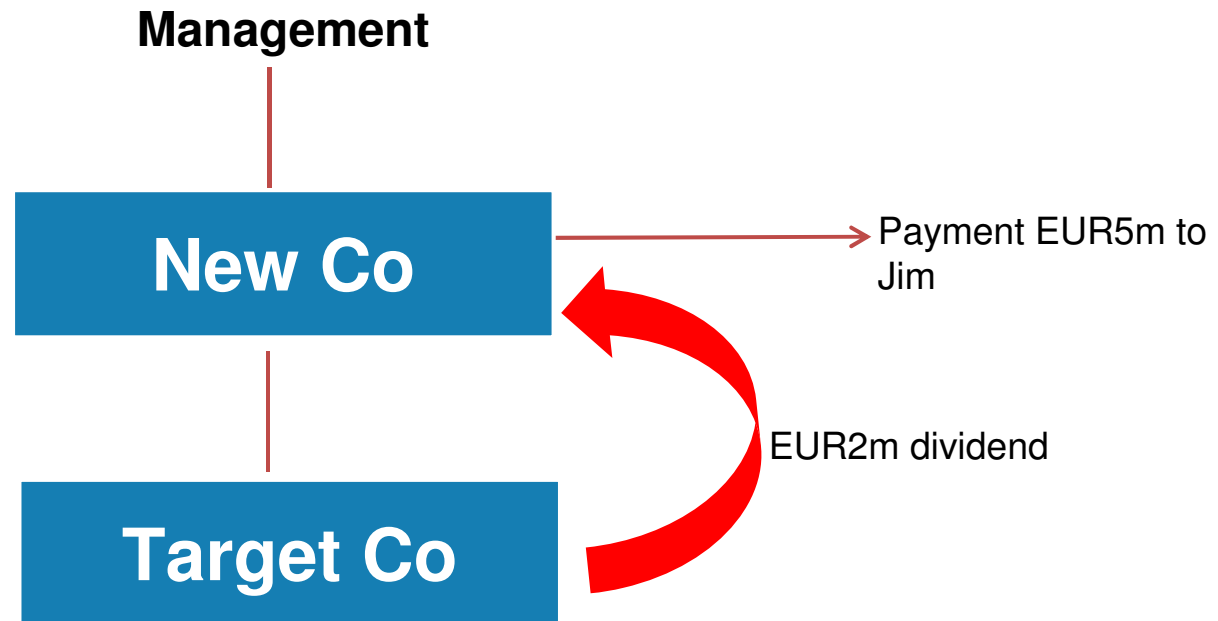 Management
New Co
Payment EUR5m to
Jim
EUR2m dividend
Target Co